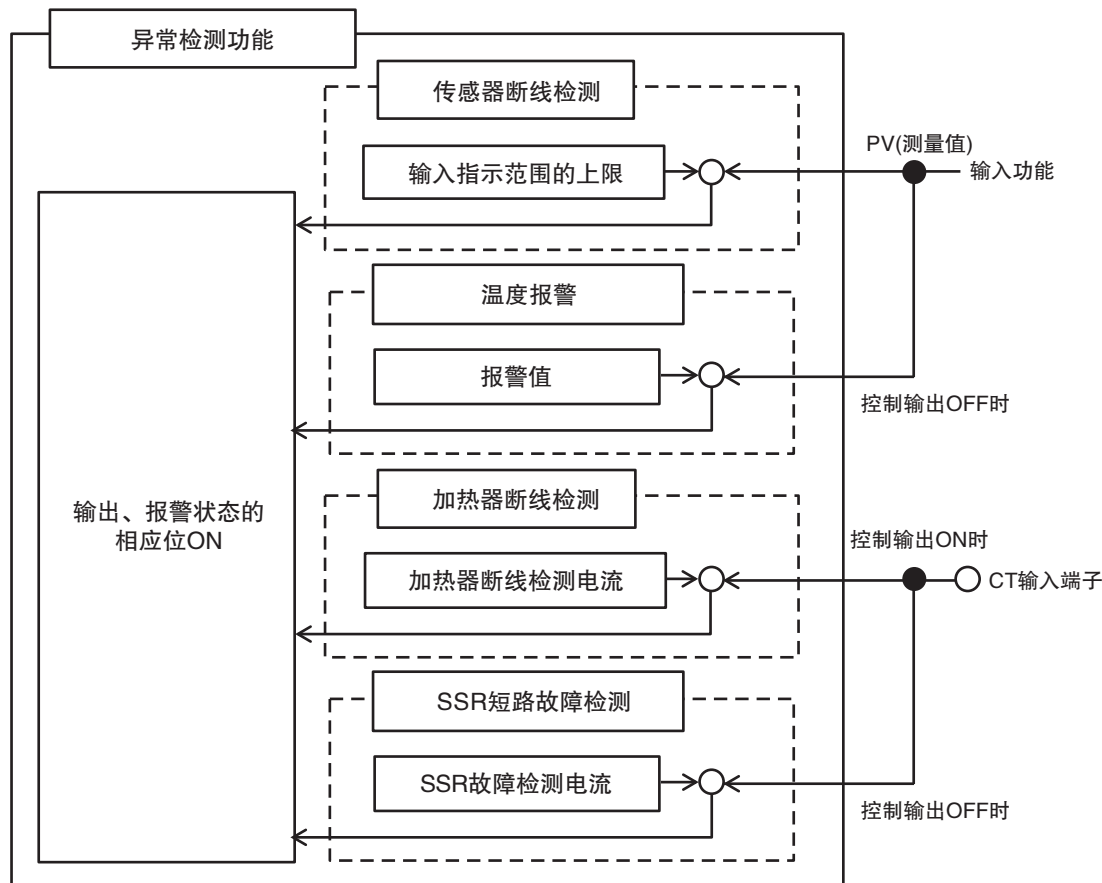 异常检测功能
传感器断线检测
PV(测量值)
输入指示范围的上限
输入功能
温度报警
报警值
控制输出OFF时
加热器断线检测
输出、报警状态的
相应位ON
控制输出ON时
加热器断线检测电流
CT输入端子
SSR短路故障检测
SSR故障检测电流
控制输出OFF时